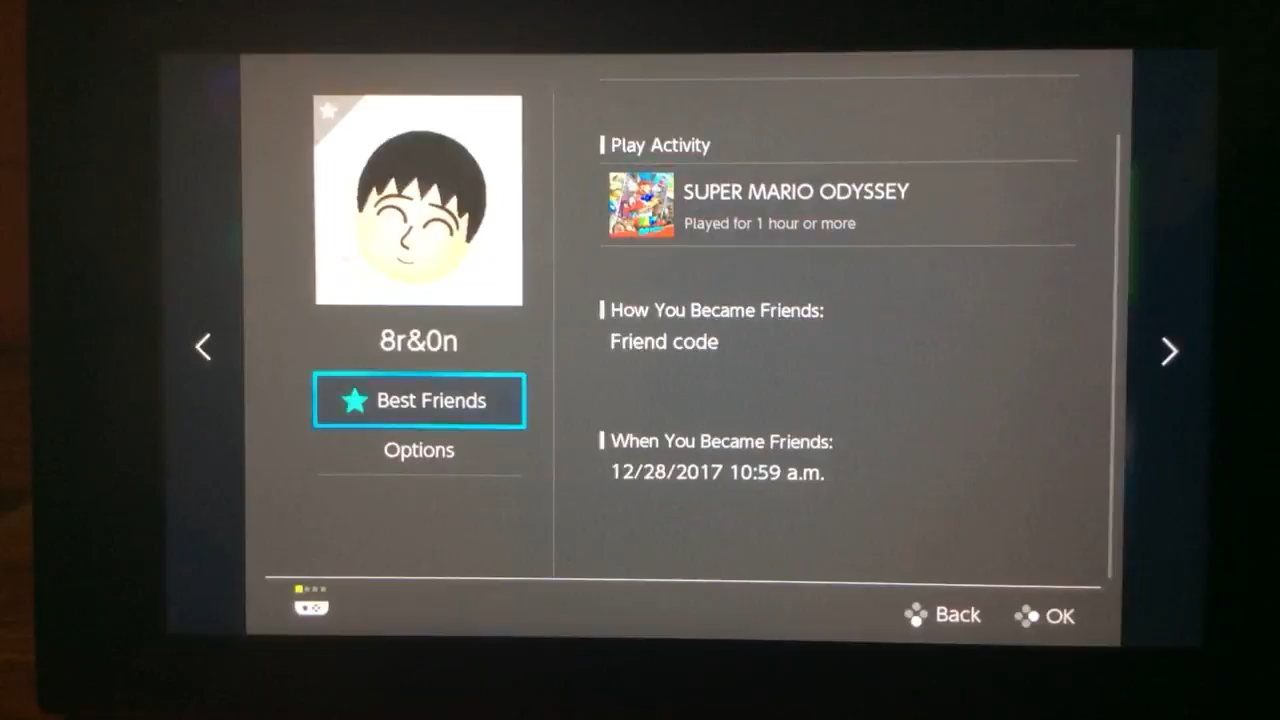 8r&0n
Best Friends
Options
Play Activity
SUPER MARIO ODYSSEY
Played for 1 hour or more
How You Became Friends:
Friend code
When You Became Friends:
12/28/2017 10:59 a.m.
Back
OK